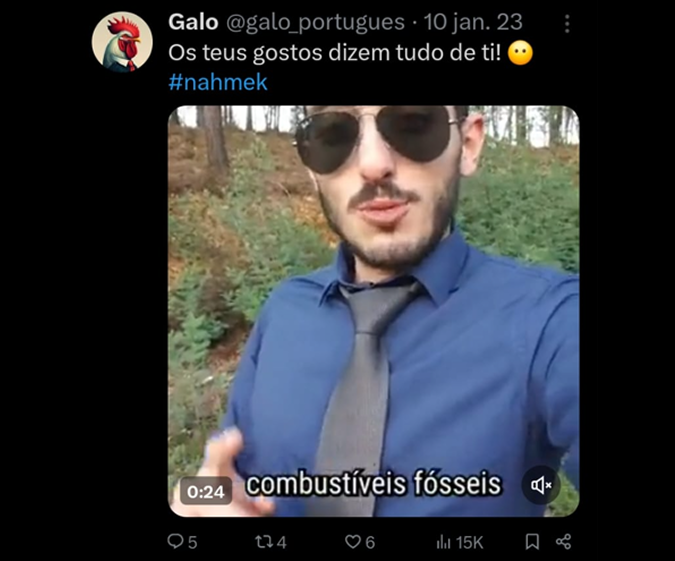 Galo @galo_portugues · 10 jan. 23
Os teus gostos dizem tudo de ti! 😶
#nahmek
0:24 combustíveis fósseis
5 4 6 15K